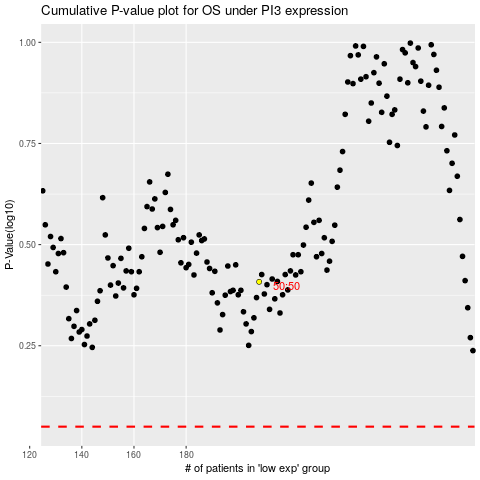 Cumulative P-value plot for OS under PI3 expression
P-Value(log10)
1.00
0.75
0.50
0.25
50:50
120 140 160 180
# of patients in 'low exp' group